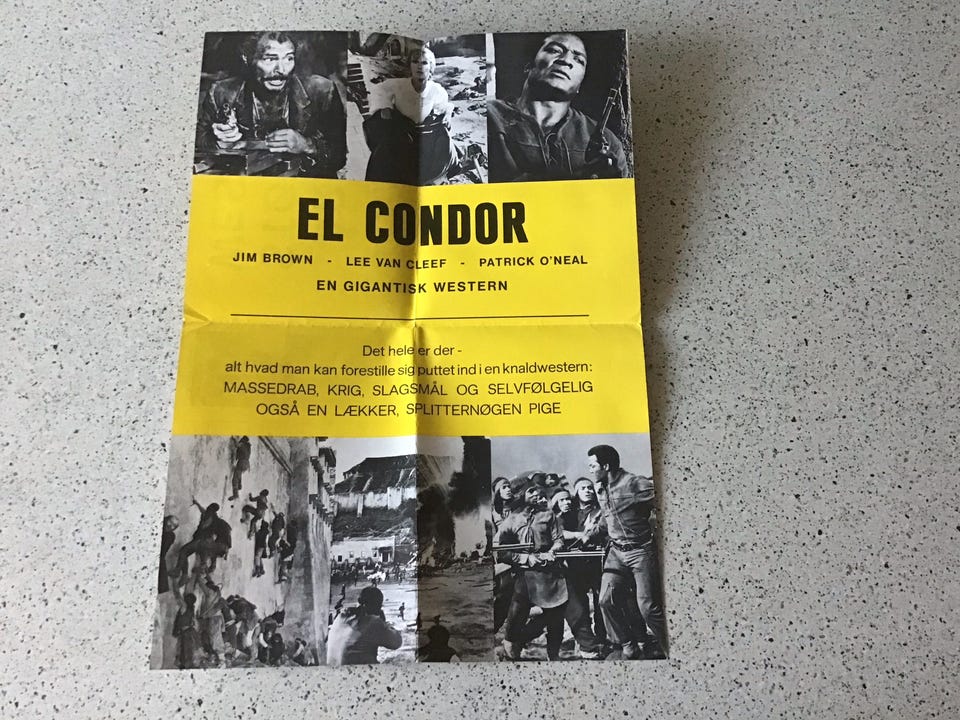 EL CONDOR
JIM BROWN - LEE VAN CLEEF - PATRICK O'NEAL
EN GIGANTISK WESTERN
Det hele er der -
alt hvad man kan forestille sig puttet ind i en knaldwestern:
MASSEDRAB, KRIG, SLAGSMÅL OG SELVFØLGELIG
OGSÅ EN LÆKKER, SPLITTERNØGEN PIGE